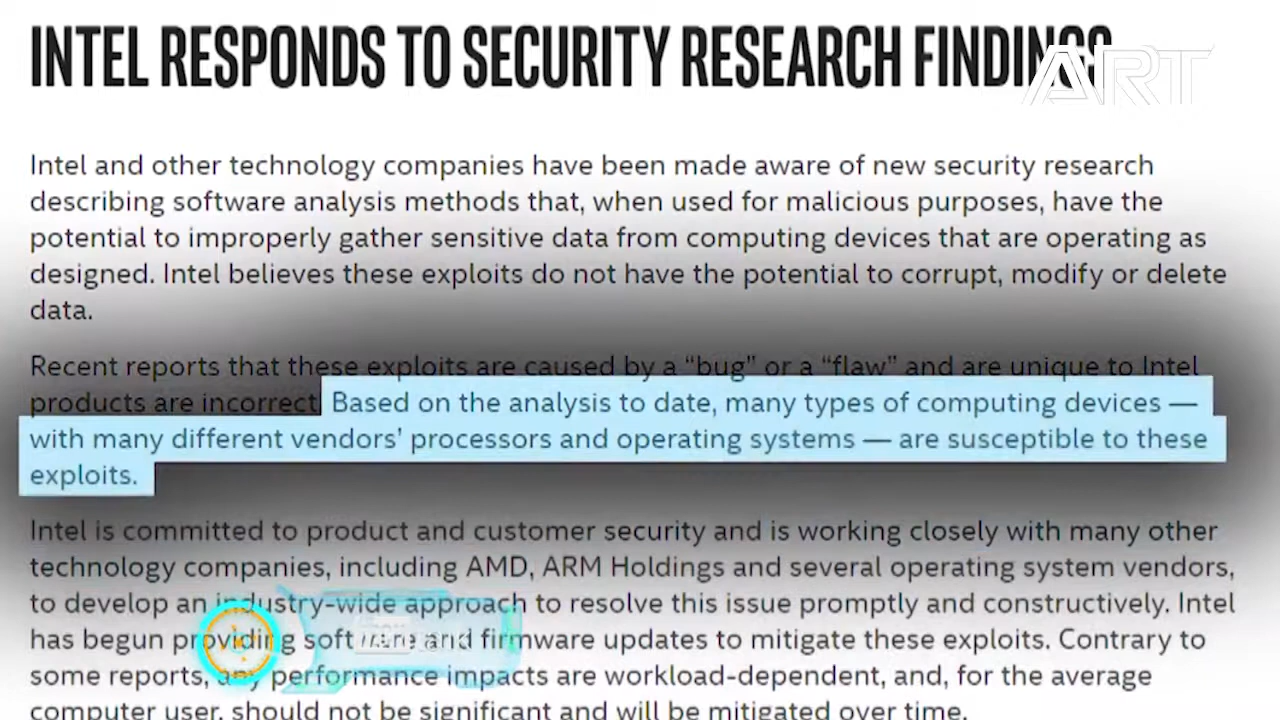 INTEL RESPONDS TO SECURITY RESEARCH FINDINGS
ART
Intel and other technology companies have been made aware of new security research
describing software analysis methods that, when used for malicious purposes, have the
potential to improperly gather sensitive data from computing devices that are operating as
designed. Intel believes these exploits do not have the potential to corrupt, modify or delete
data.
Recent reports that these exploits are caused by a “bug” or a “flaw” and are unique to Intel
products are incorrect. Based on the analysis to date, many types of computing devices —
with many different vendors’ processors and operating systems — are susceptible to these
exploits.
Intel is committed to product and customer security and is working closely with many other
technology companies, including AMD, ARM Holdings and several operating system vendors,
to develop an industry-wide approach to resolve this issue promptly and constructively. Intel
has begun providing software and firmware updates to mitigate these exploits. Contrary to
some reports, any performance impacts are workload-dependent, and, for the average
computer user, should not be significant and will be mitigated over time.